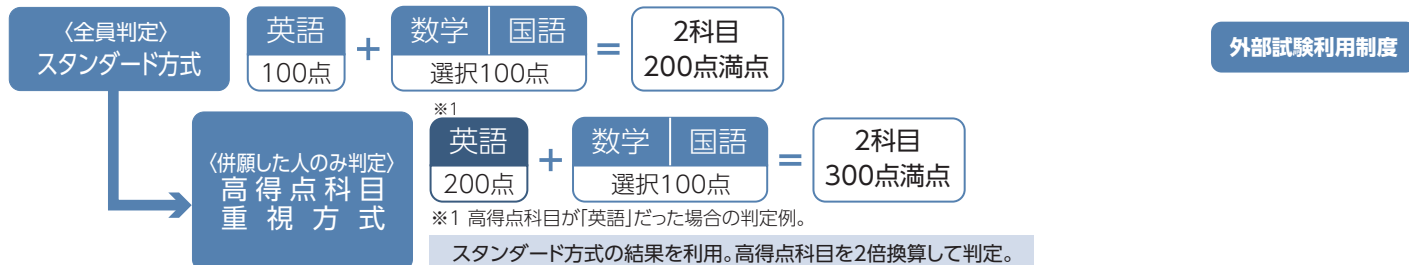 〈全員判定〉
スタンダード方式
英語
100点
+
数学 国語
選択100点
=
2科目
200点満点
外部試験利用制度
〈併願した人のみ判定〉
高得点科目
重視方式
※1
英語
200点
+
数学 国語
選択100点
=
2科目
300点満点
※1 高得点科目が「英語」だった場合の判定例。
スタンダード方式の結果を利用。高得点科目を2倍換算して判定。